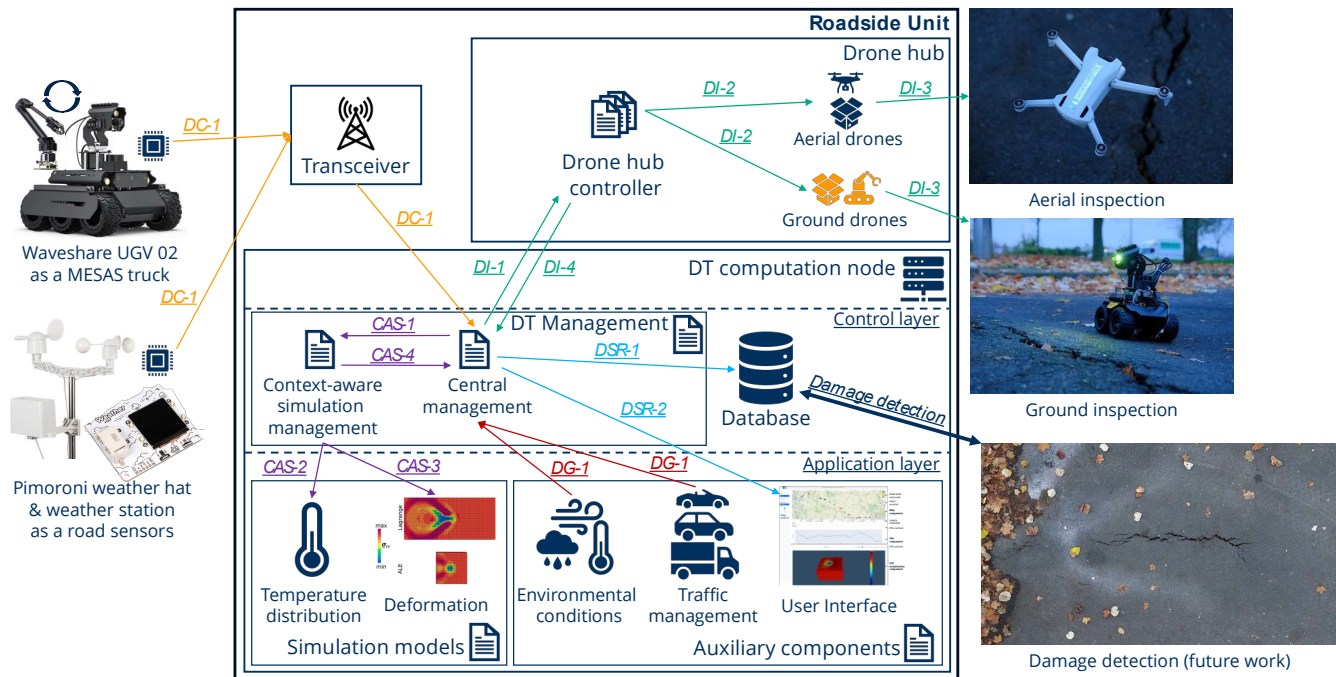 Roadside Unit
Drone hub
DC-1
Transceiver
DI-2
DI-2
Aerial drones
DI-3
Drone hub
controller
Ground drones
DI-3
Aerial inspection
Waveshare UGV 02
as a MESAS truck
DC-1
DC-1
DI-1
DI-4
DT computation node
Control layer
CAS-1
DT Management
CAS-4
DSR-1
Context-aware
simulation
management
Central
management
DSR-2
Database
Damage detection
Ground inspection
Pimoroni weather hat
& weather station
as a road sensors
CAS-2
CAS-3
DG-1
DG-1
Application layer
Lagrange
max
σ
min
ALE
Temperature
distribution
Deformation
Environmental
conditions
Traffic
management
User Interface
Simulation models
Auxiliary components
Damage detection (future work)